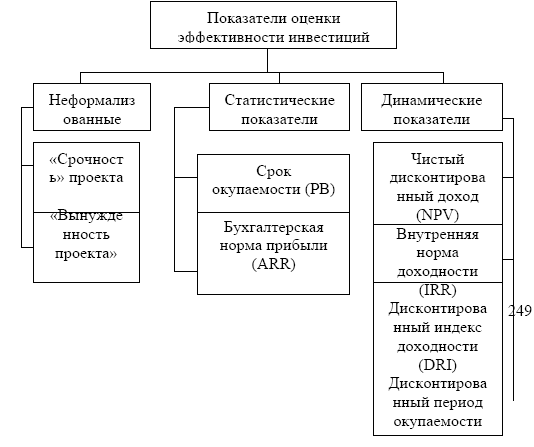 Показатели оценки
эффективности инвестиций
Неформализ
ованные
Статистические
показатели
Динамические
показатели
«Срочност
ь» проекта
«Вынужде
нность
проекта»
Срок
окупаемости (PB)
Бухгалтерская
норма прибыли
(ARR)
Чистый
дисконтирова
нный доход
(NPV)
Внутренняя
норма
доходности
(IRR)
Дисконтирова
нный индекс
доходности
(DRI)
Дисконтирова
нный период
окупаемости
249